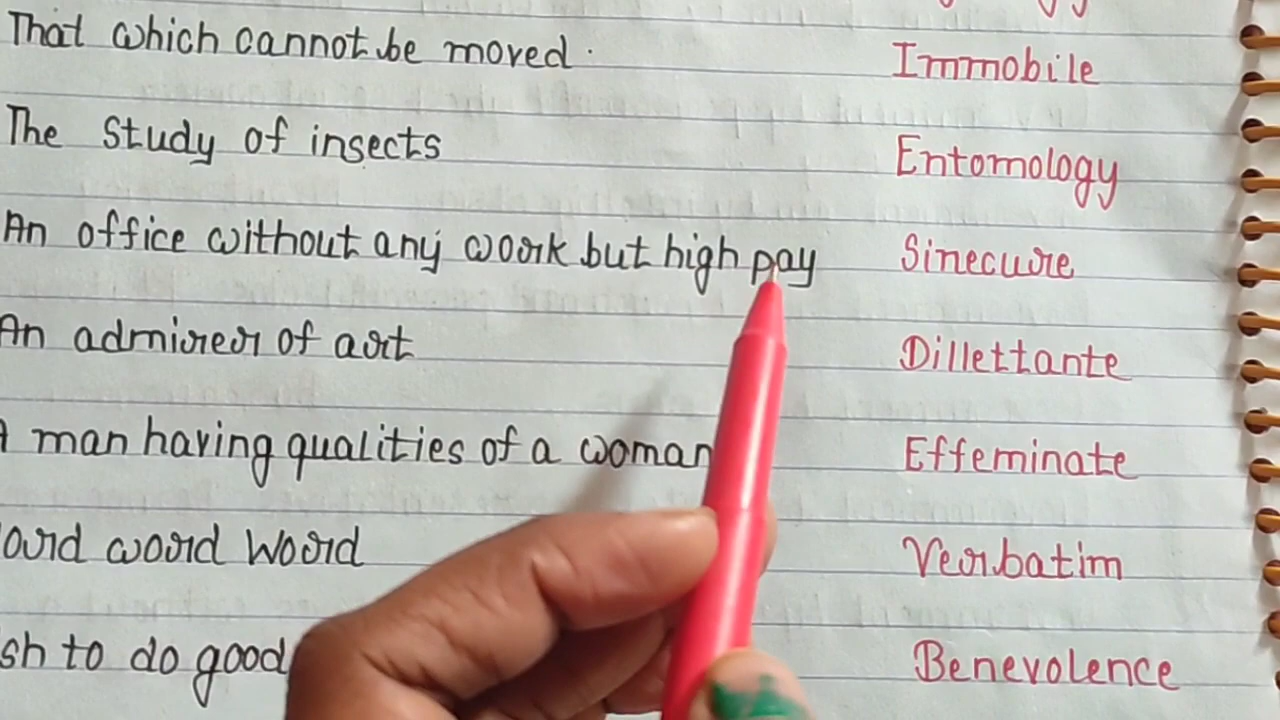 That which cannot be moved. Immobile
The Study of insects Entomology
An office without any work but high pay Sinecure
An admirer of art Dillettante
man having qualities of a woman Effeminate
word word Verbatim
to do good Benevolence